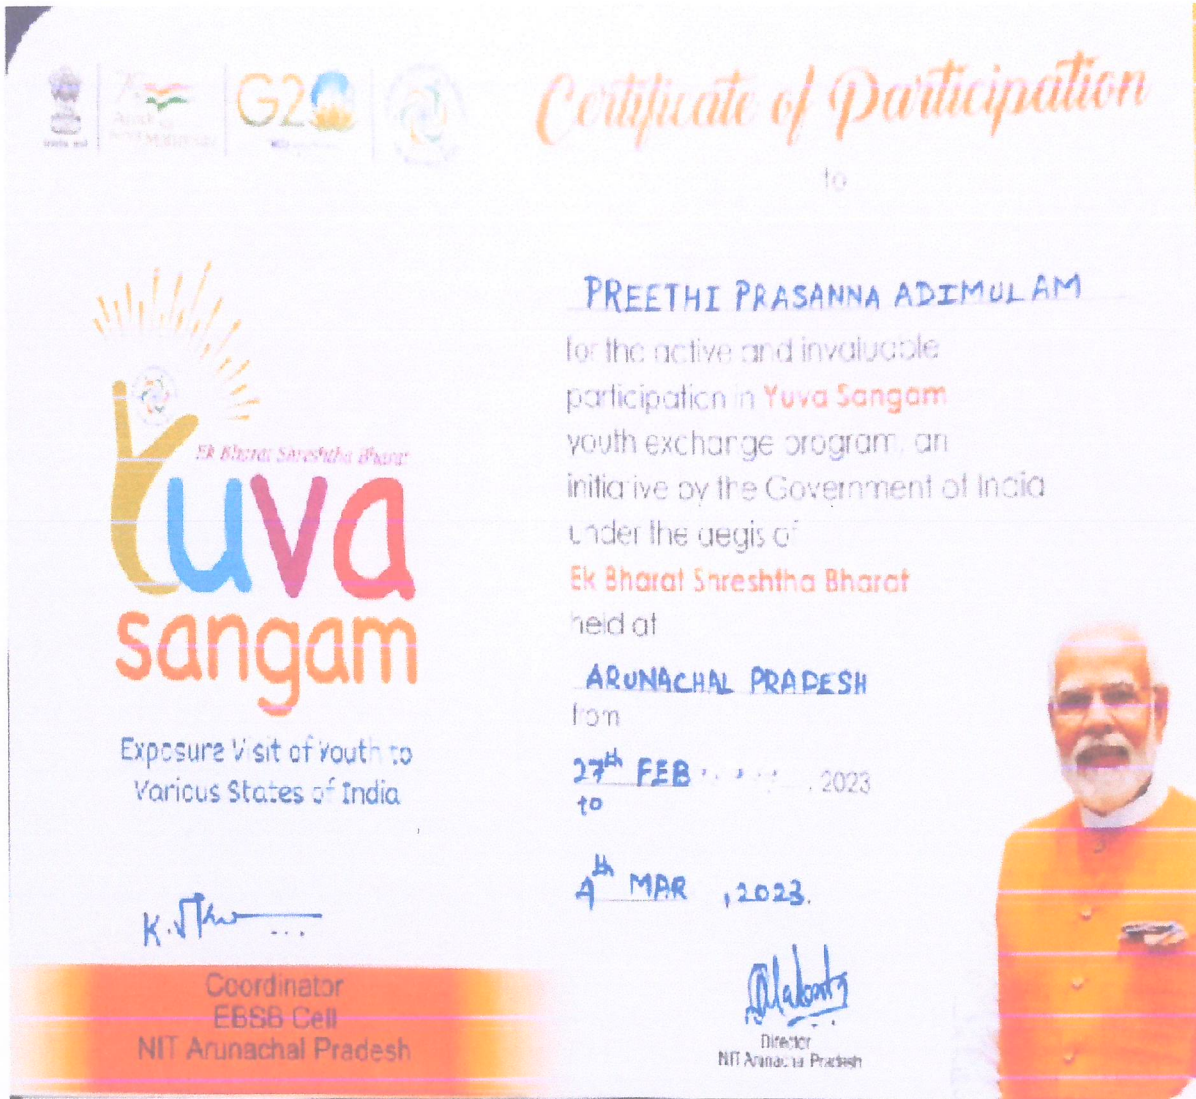 G20
Certificate of Participation
to
PREETHI PRASANNA ADIMULAM
for the active and invaluable
participation in Yuva Sangam
youth exchange program, an
initiative by the Government of India
under the aegis of
Ek Bharat Shreshtha Bharat
held at
ARUNACHAL PRADESH
from
27th FEB , 2023
to
4th MAR , 2023.
Ek Bharat Shreshtha Bharat
Yuva
sangam
Exposure Visit of Youth to
Various States of India
Coordinator
EBSB Cell
NIT Arunachal Pradesh
Director
NIT Arunachal Pradesh